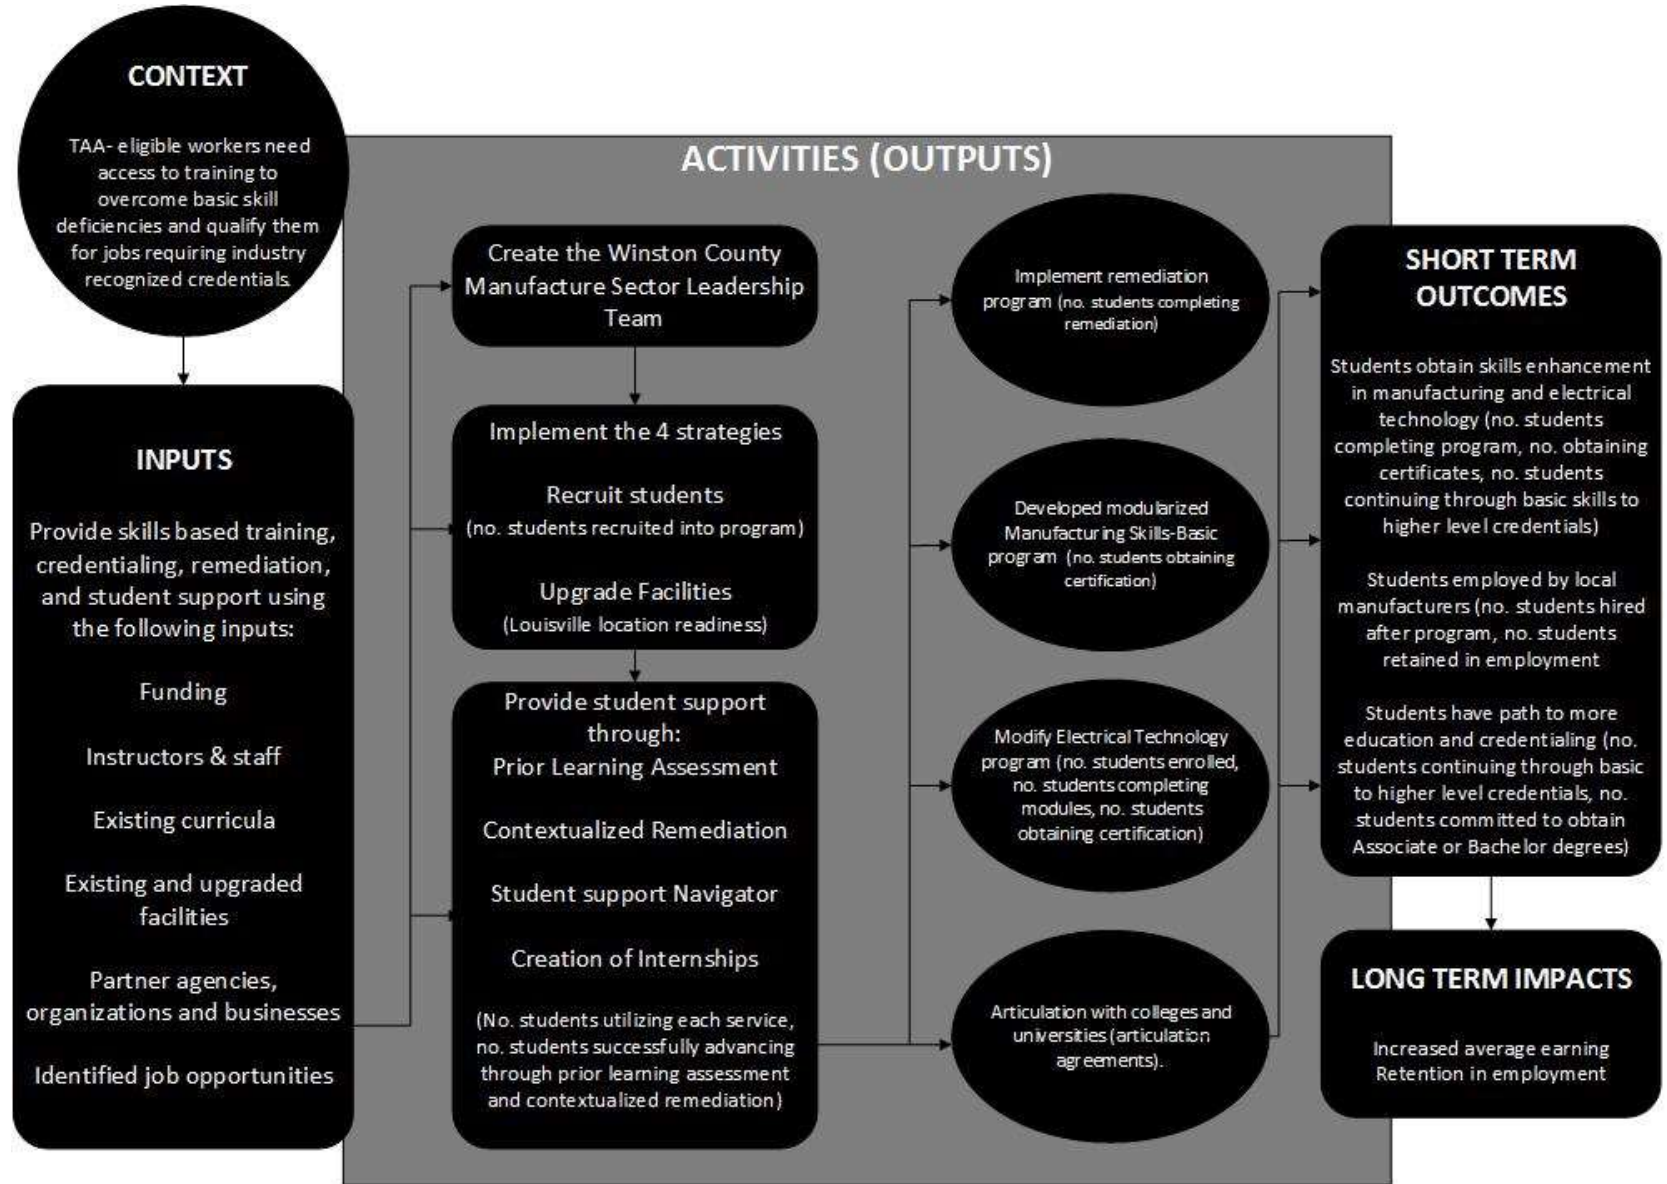 CONTEXT
TAA- eligible workers need
access to training to
overcome basic skill
deficiencies and qualify them
for jobs requiring industry
recognized credentials.
INPUTS
Provide skills based training,
credentialing, remediation,
and student support using
the following inputs:
Funding
Instructors & staff
Existing curricula
Existing and upgraded
facilities
Partner agencies,
organizations and businesses
Identified job opportunities
ACTIVITIES (OUTPUTS)
Create the Winston County
Manufacture Sector Leadership
Team
Implement the 4 strategies
Recruit students
(no. students recruited into program)
Upgrade Facilities
(Louisville location readiness)
Provide student support
through:
Prior Learning Assessment
Contextualized Remediation
Student support Navigator
Creation of Internships
(No. students utilizing each service,
no. students successfully advancing
through prior learning assessment
and contextualized remediation)
Implement remediation
program (no. students completing
remediation)
Developed modularized
Manufacturing Skills-Basic
program (no. students obtaining
certification)
Modify Electrical Technology
program (no. students enrolled,
no. students completing
modules, no. students
obtaining certification)
Articulation with colleges and
universities (articulation
agreements).
SHORT TERM
OUTCOMES
Students obtain skills enhancement
in manufacturing and electrical
technology (no. students
completing program, no. obtaining
certificates, no. students
continuing through basic skills to
higher level credentials)
Students employed by local
manufacturers (no. students hired
after program, no. students
retained in employment
Students have path to more
education and credentialing (no.
students continuing through basic
to higher level credentials, no.
students committed to obtain
Associate or Bachelor degrees)
LONG TERM IMPACTS
Increased average earning
Retention in employment